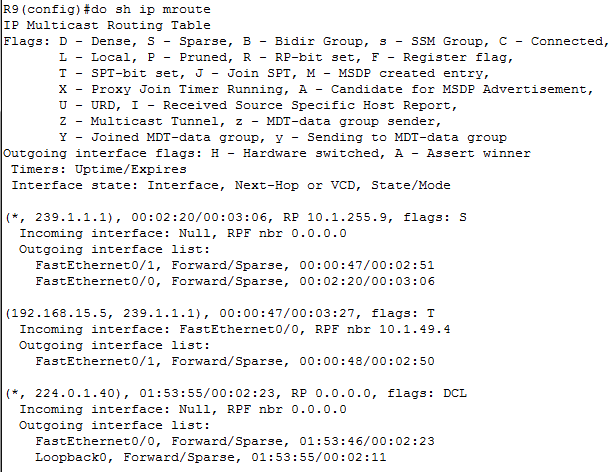 R9(config)#do sh ip mroute
IP Multicast Routing Table
Flags: D - Dense, S - Sparse, B - Bidir Group, s - SSM Group, C - Connected,
       L - Local, P - Pruned, R - RP-bit set, F - Register flag,
       T - SPT-bit set, J - Join SPT, M - MSDP created entry,
       X - Proxy Join Timer Running, A - Candidate for MSDP Advertisement,
       U - URD, I - Received Source Specific Host Report,
       Z - Multicast Tunnel, z - MDT-data group sender,
       Y - Joined MDT-data group, y - Sending to MDT-data group
Outgoing interface flags: H - Hardware switched, A - Assert winner
 Timers: Uptime/Expires
 Interface state: Interface, Next-Hop or VCD, State/Mode

(*, 239.1.1.1), 00:02:20/00:03:06, RP 10.1.255.9, flags: S
  Incoming interface: Null, RPF nbr 0.0.0.0
  Outgoing interface list:
    FastEthernet0/1, Forward/Sparse, 00:00:47/00:02:51
    FastEthernet0/0, Forward/Sparse, 00:02:20/00:03:06

(192.168.15.5, 239.1.1.1), 00:00:47/00:03:27, flags: T
  Incoming interface: FastEthernet0/0, RPF nbr 10.1.49.4
  Outgoing interface list:
    FastEthernet0/1, Forward/Sparse, 00:00:48/00:02:50

(*, 224.0.1.40), 01:53:55/00:02:23, RP 0.0.0.0, flags: DCL
  Incoming interface: Null, RPF nbr 0.0.0.0
  Outgoing interface list:
    FastEthernet0/0, Forward/Sparse, 01:53:46/00:02:23
    Loopback0, Forward/Sparse, 01:53:55/00:02:11